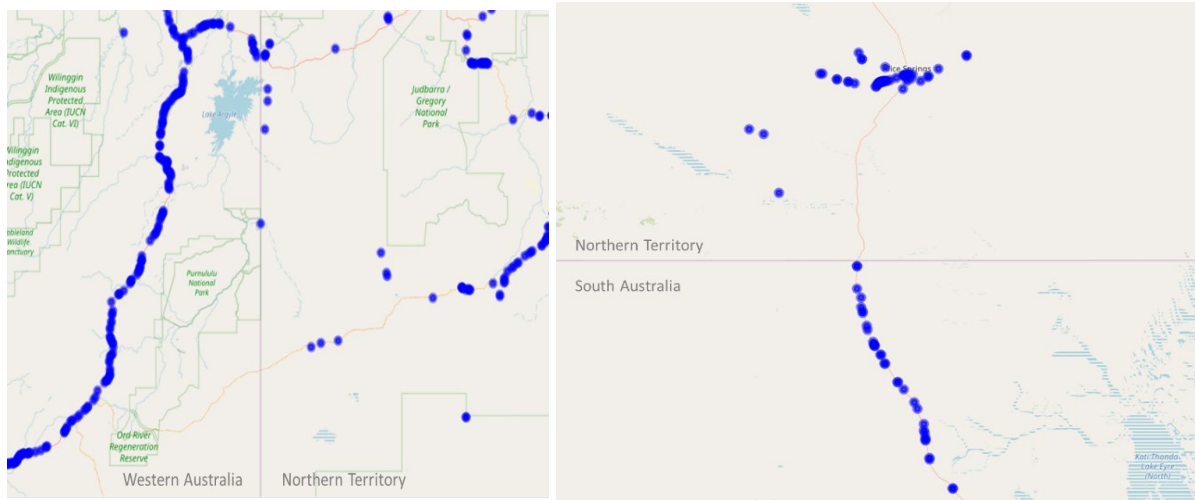 Wilinggin
Indigenous
Protected
Area (IUCN
Cat. VI)
Lake Argyle
Judbarra /
Gregory
National
Park
Wilinggin
Indigenous
Protected
Area (IUCN
Cat. V)
Wildlife
Sanctuary
Purnululu
National
Park
Ord-River
Regeneration
Reserve
Western Australia
Northern Territory
Alice Springs
Northern Territory
South Australia
Kati Thanda-
Lake Eyre
(North)